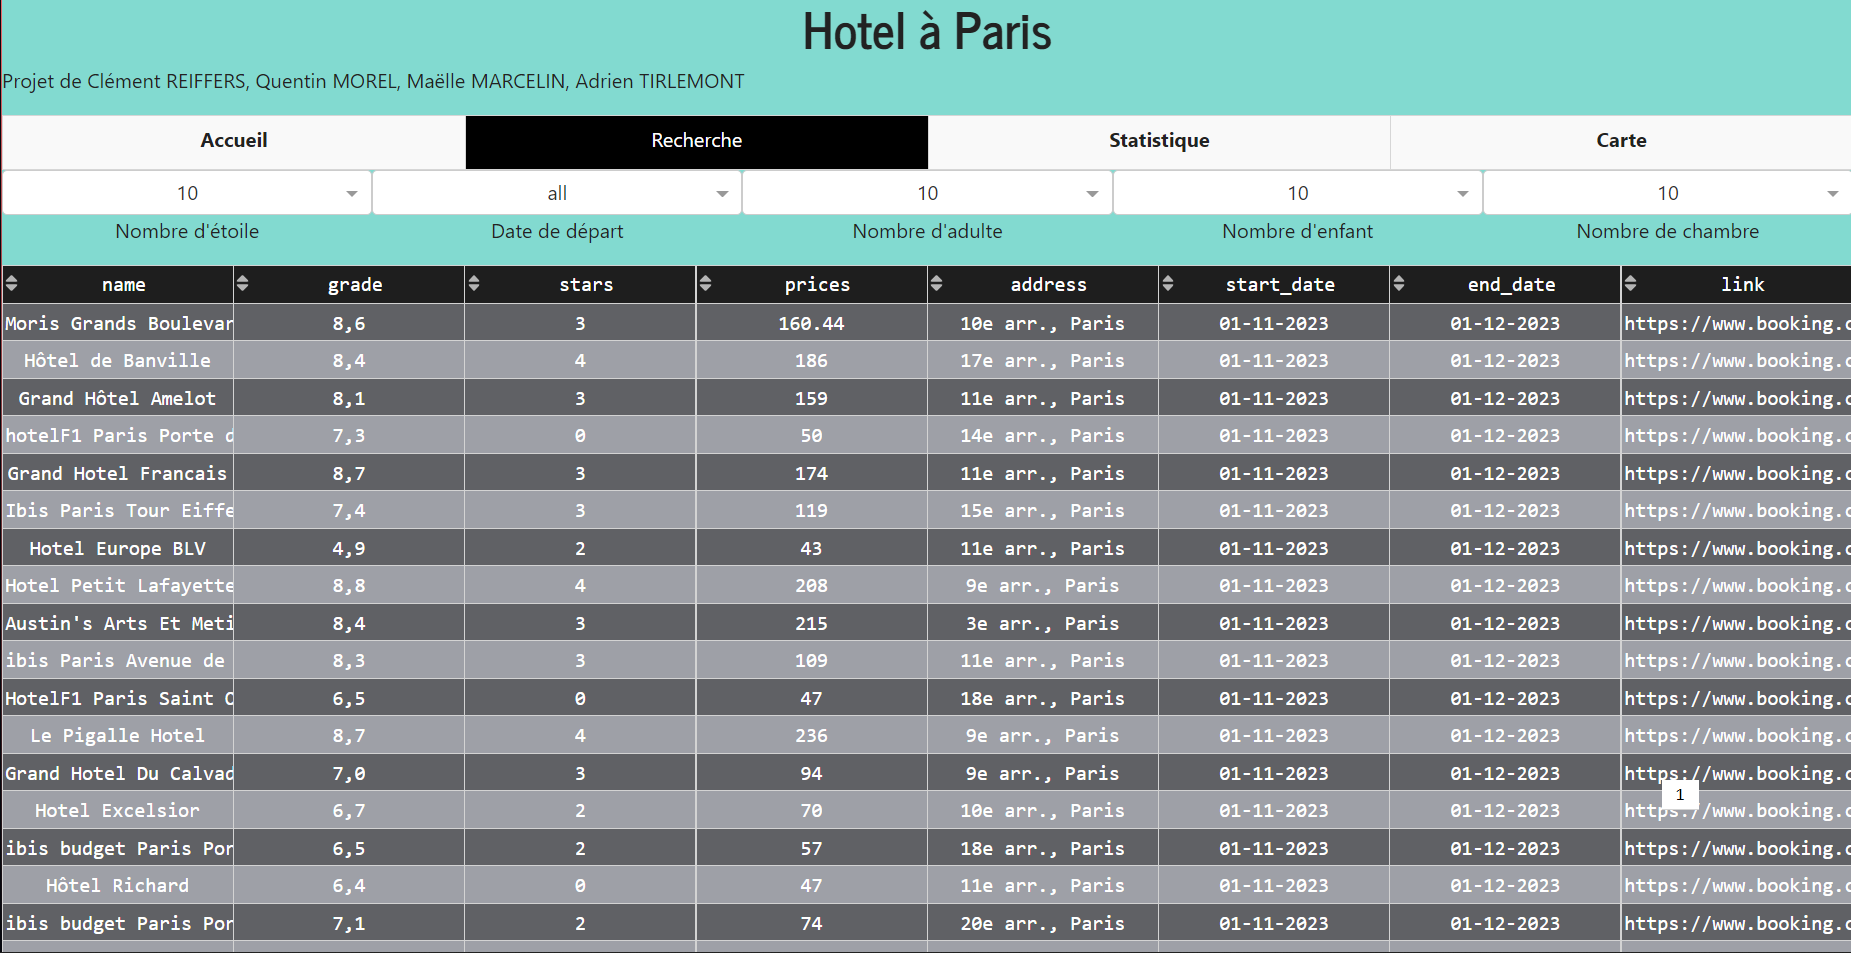 Hotel à Paris
Projet de Clément REIFFERS, Quentin MOREL, Maëlle MARCELIN, Adrien TIRLEMONT
Accueil Recherche Statistique Carte
10 all 10 10 10
Nombre d'étoile Date de départ Nombre d'adulte Nombre d'enfant Nombre de chambre
name grade stars prices address start_date end_date link
Moris Grands Boulevar 8,6 3 160.44 10e arr., Paris 01-11-2023 01-12-2023 https://www.booking.c
Hôtel de Banville 8,4 4 186 17e arr., Paris 01-11-2023 01-12-2023 https://www.booking.c
Grand Hôtel Amelot 8,1 3 159 11e arr., Paris 01-11-2023 01-12-2023 https://www.booking.c
hotelF1 Paris Porte d 7,3 0 50 14e arr., Paris 01-11-2023 01-12-2023 https://www.booking.c
Grand Hotel Francais 8,7 3 174 11e arr., Paris 01-11-2023 01-12-2023 https://www.booking.c
Ibis Paris Tour Eiffe 7,4 3 119 15e arr., Paris 01-11-2023 01-12-2023 https://www.booking.c
Hotel Europe BLV 4,9 2 43 11e arr., Paris 01-11-2023 01-12-2023 https://www.booking.c
Hotel Petit Lafayette 8,8 4 208 9e arr., Paris 01-11-2023 01-12-2023 https://www.booking.c
Austin's Arts Et Meti 8,4 3 215 3e arr., Paris 01-11-2023 01-12-2023 https://www.booking.c
ibis Paris Avenue de 8,3 3 109 11e arr., Paris 01-11-2023 01-12-2023 https://www.booking.c
HotelF1 Paris Saint O 6,5 0 47 18e arr., Paris 01-11-2023 01-12-2023 https://www.booking.c
Le Pigalle Hotel 8,7 4 236 9e arr., Paris 01-11-2023 01-12-2023 https://www.booking.c
Grand Hotel Du Calvad 7,0 3 94 9e arr., Paris 01-11-2023 01-12-2023 https://www.booking.c
1
Hotel Excelsior 6,7 2 70 10e arr., Paris 01-11-2023 01-12-2023 https://www.booking.c
ibis budget Paris Por 6,5 2 57 18e arr., Paris 01-11-2023 01-12-2023 https://www.booking.c
Hôtel Richard 6,4 0 47 11e arr., Paris 01-11-2023 01-12-2023 https://www.booking.c
ibis budget Paris Por 7,1 2 74 20e arr., Paris 01-11-2023 01-12-2023 https://www.booking.c